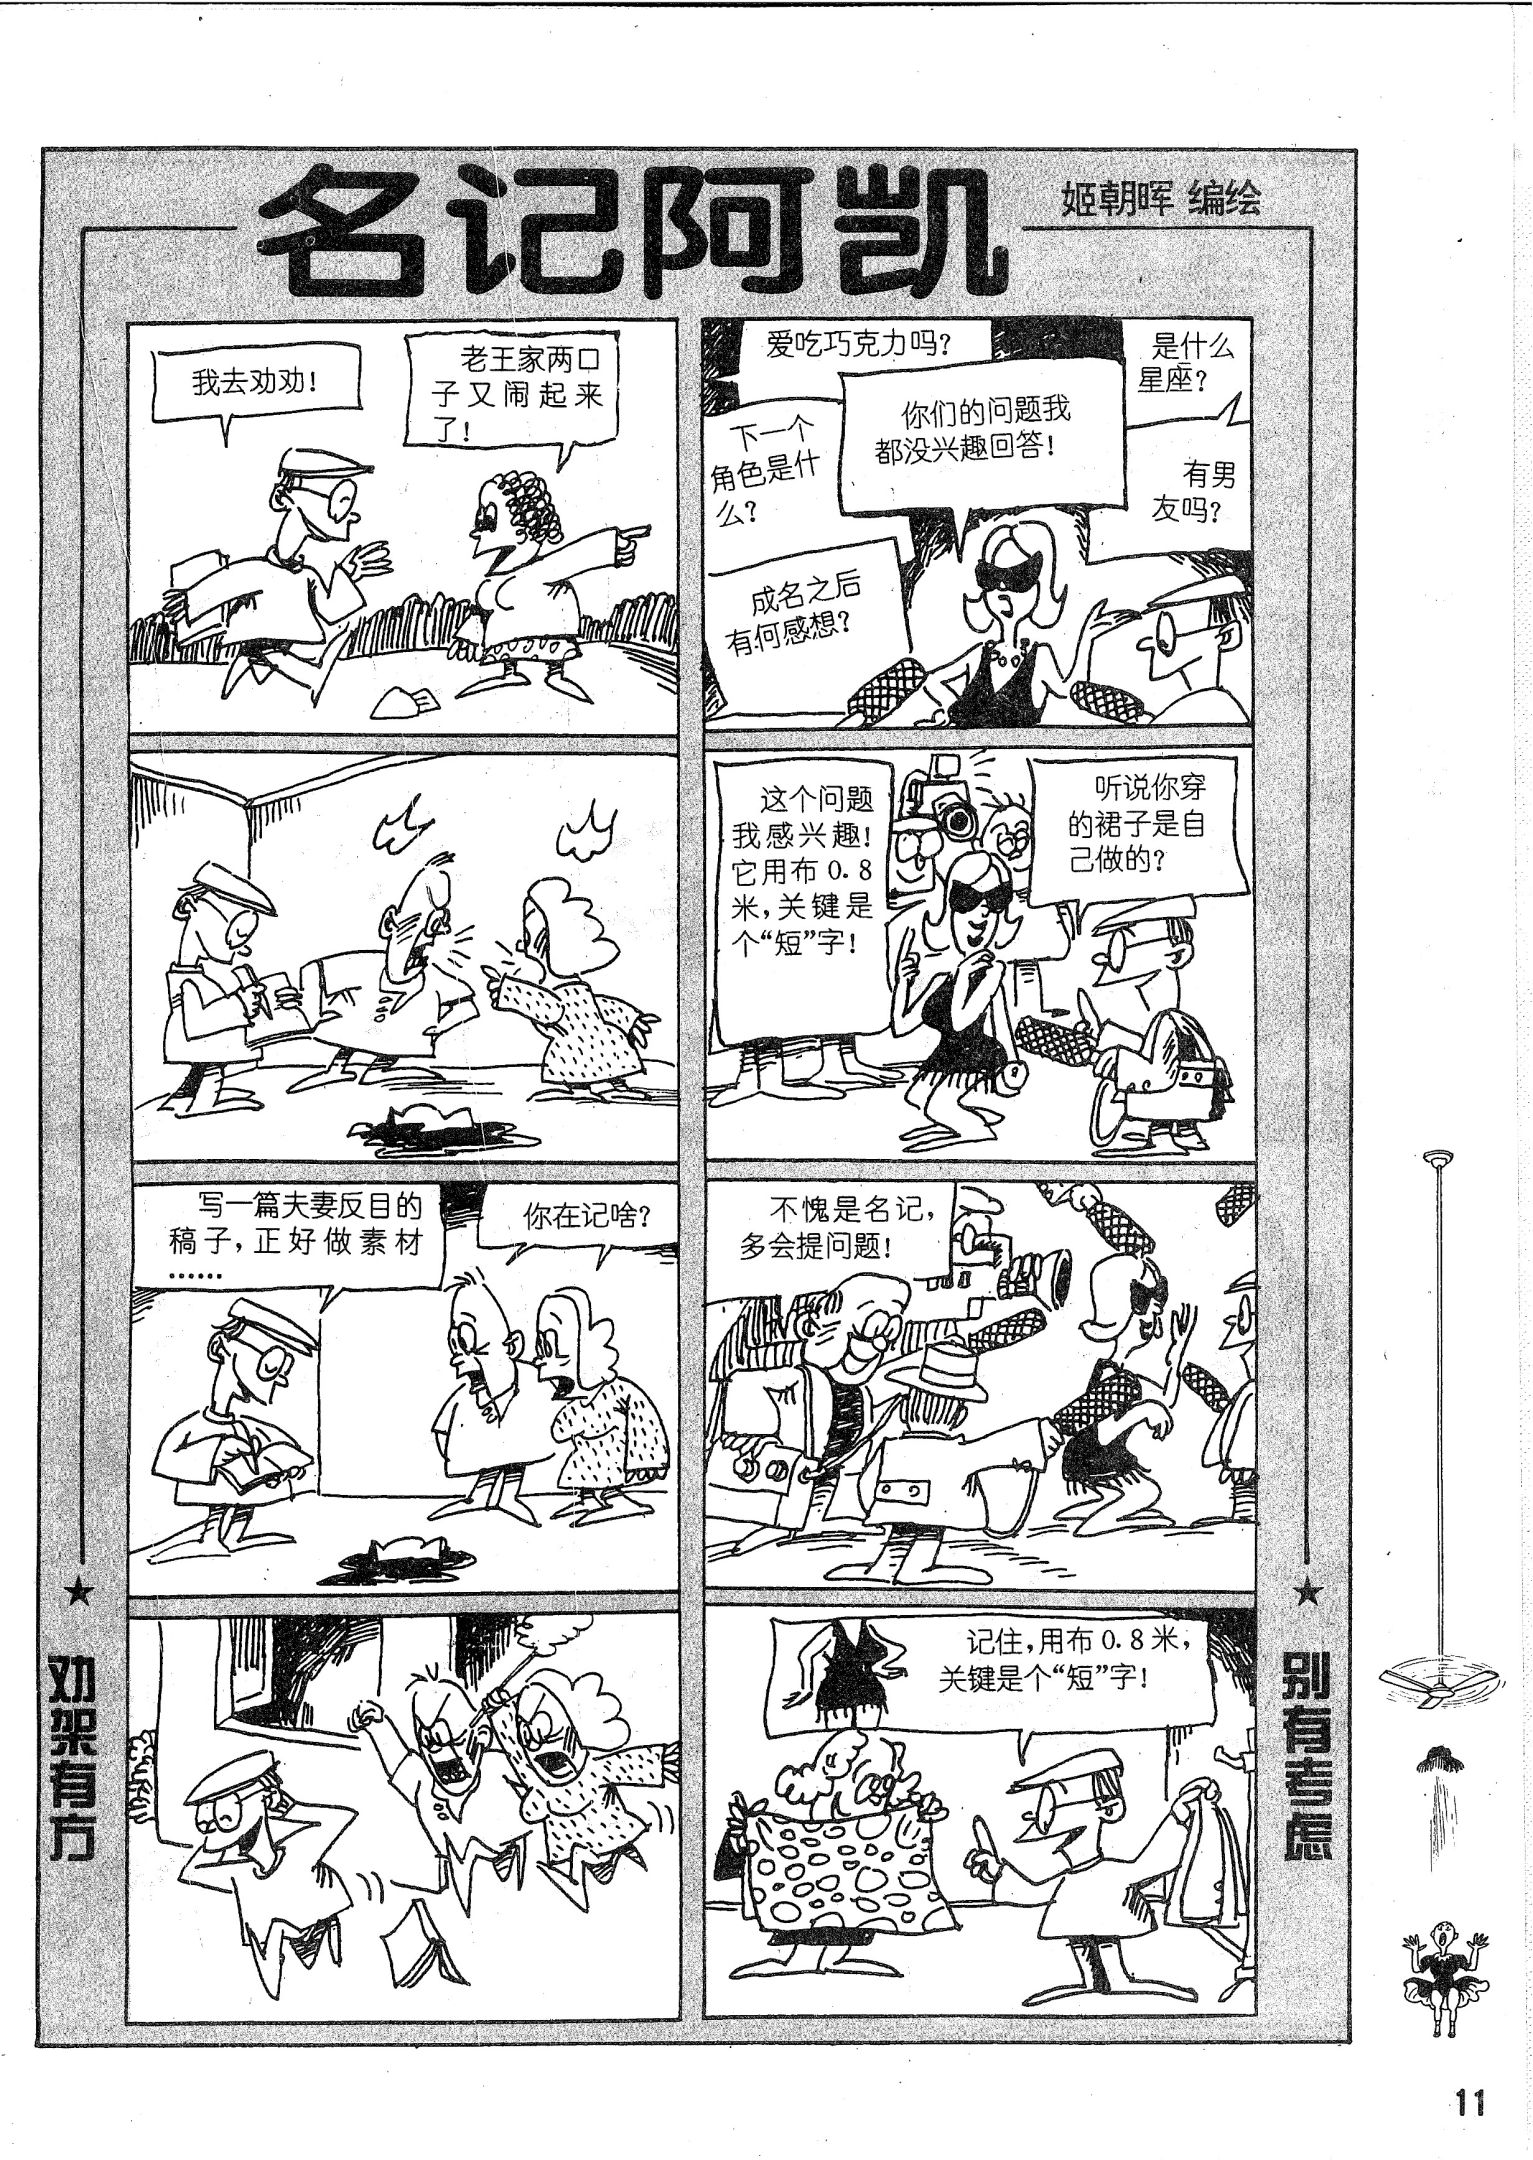 名记阿凯
姬朝晖 编绘
老王家两口
子又闹起来
了!
我去劝劝!
你在记啥?
写一篇夫妻反目的
稿子,正好做素材
……
劝架有方
爱吃巧克力吗?
是什么
星座?
下一个
角色是什
么?
有男
友吗?
成名之后
有何感想?
你们的问题我
都没兴趣回答!
听说你穿
的裙子是自
己做的?
这个问题
我感兴趣!
它用布0.8
米,关键是
个“短”字!
不愧是名记,
多会提问题!
记住,用布0.8米,
关键是个“短”字!
别有考虑
11